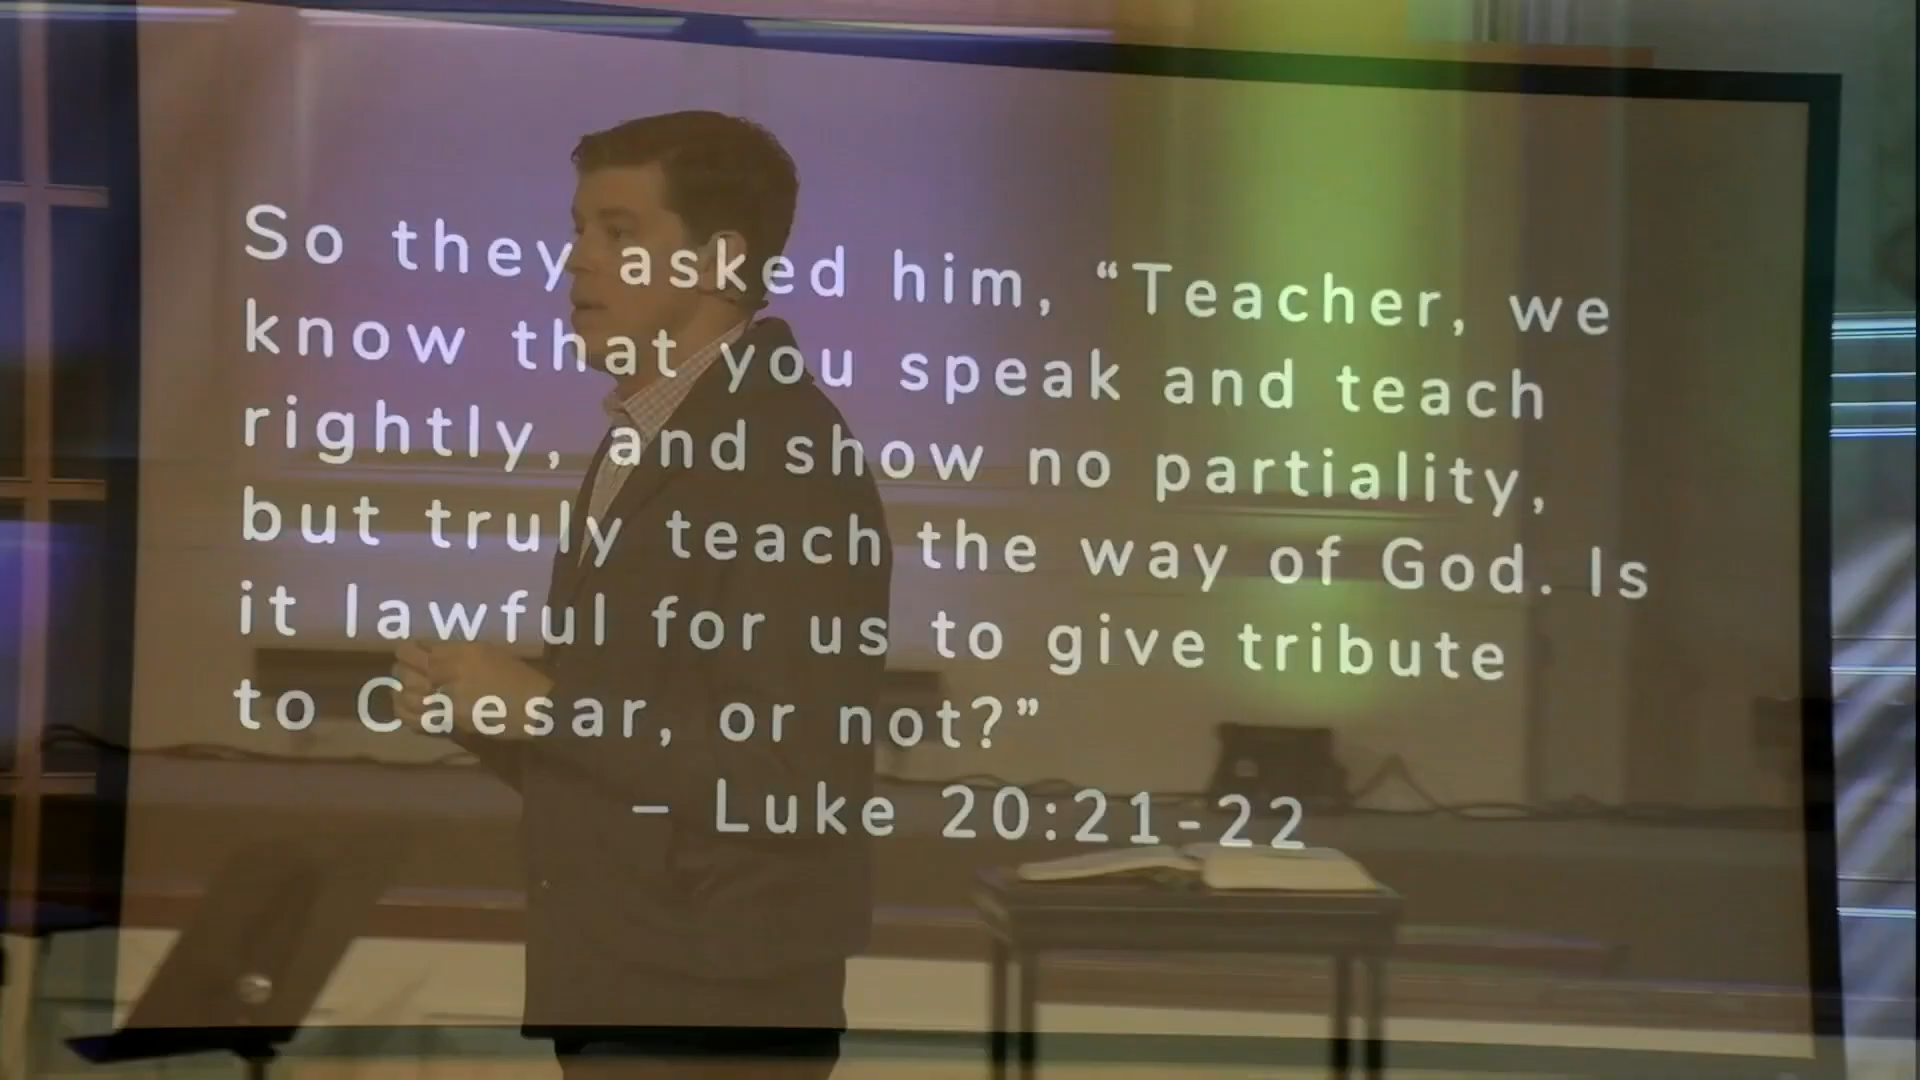 So they asked him, “Teacher, we
know that you speak and teach
rightly, and show no partiality,
but truly teach the way of God. Is
it lawful for us to give tribute
to Caesar, or not?”
– Luke 20:21-22